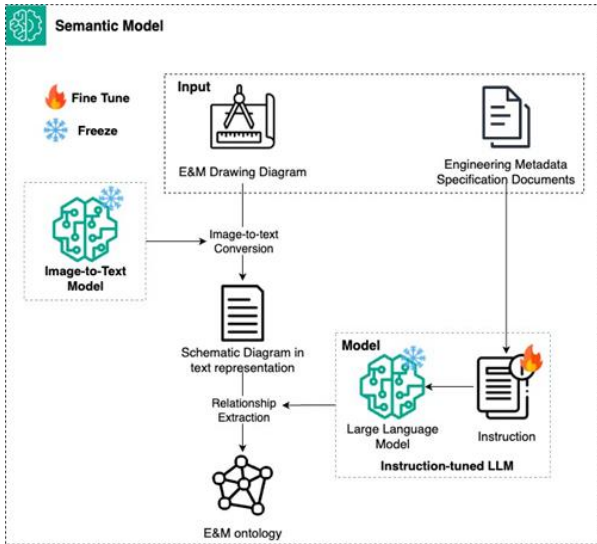 Semantic Model
Fine Tune
Freeze
Input
E&M Drawing Diagram
Engineering Metadata
Specification Documents
Image-to-Text
Model
Image-to-text
Conversion
Schematic Diagram in
text representation
Relationship
Extraction
Model
Large Language
Model
Instruction
Instruction-tuned LLM
E&M ontology